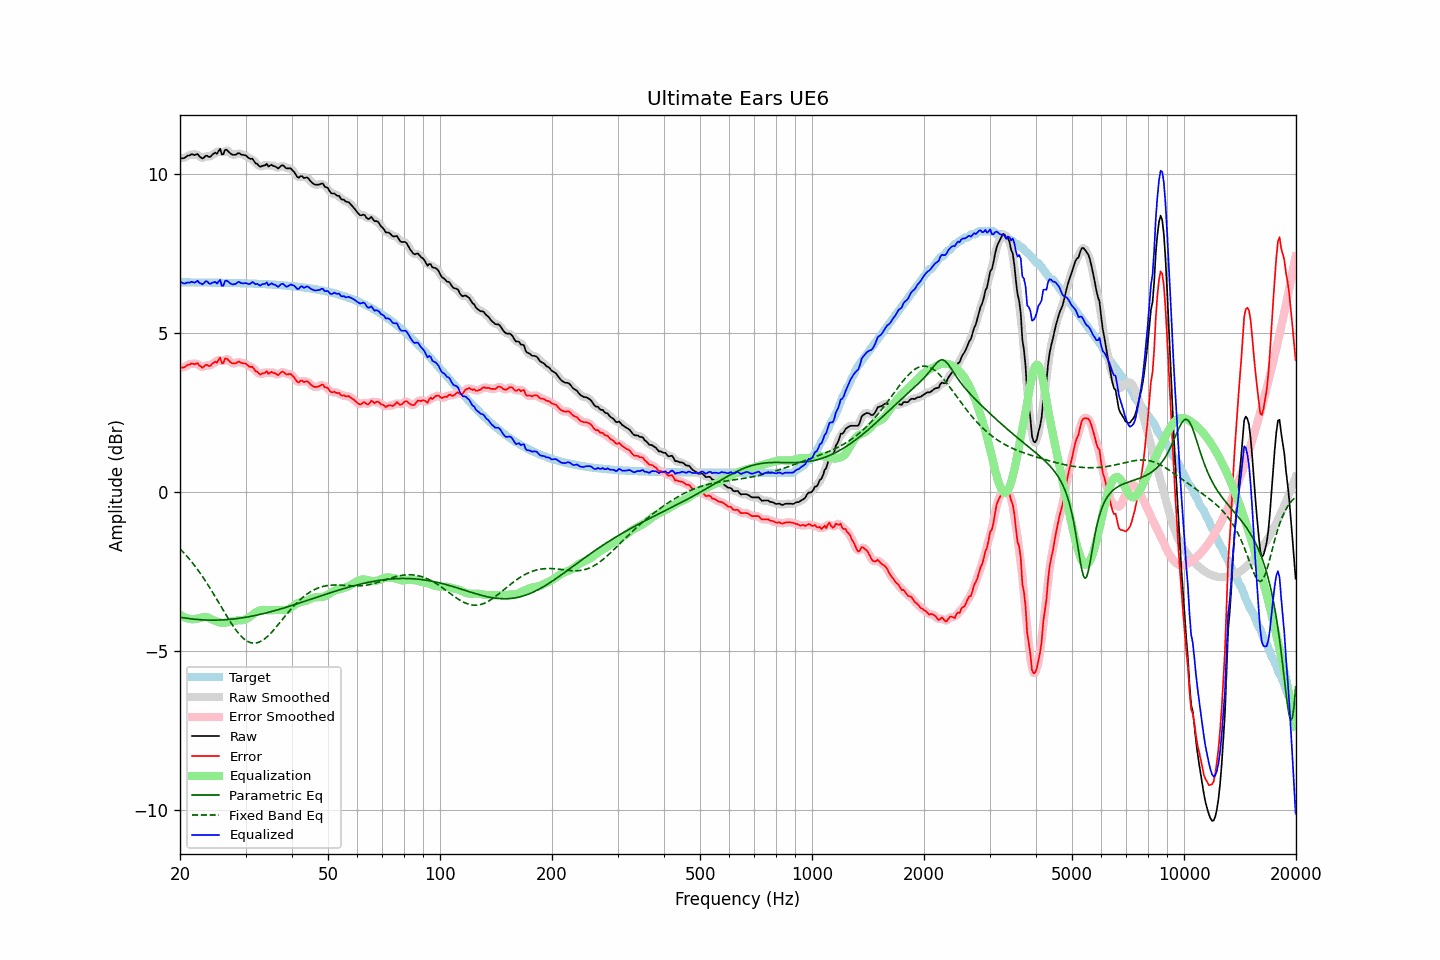 Ultimate Ears UE6
Amplitude (dBr)
10
5
0
−5
−10
Target
Raw Smoothed
Error Smoothed
Raw
Error
Equalization
Parametric Eq
Fixed Band Eq
Equalized
20 50 100 200 500 1000 2000 5000 10000 20000
Frequency (Hz)